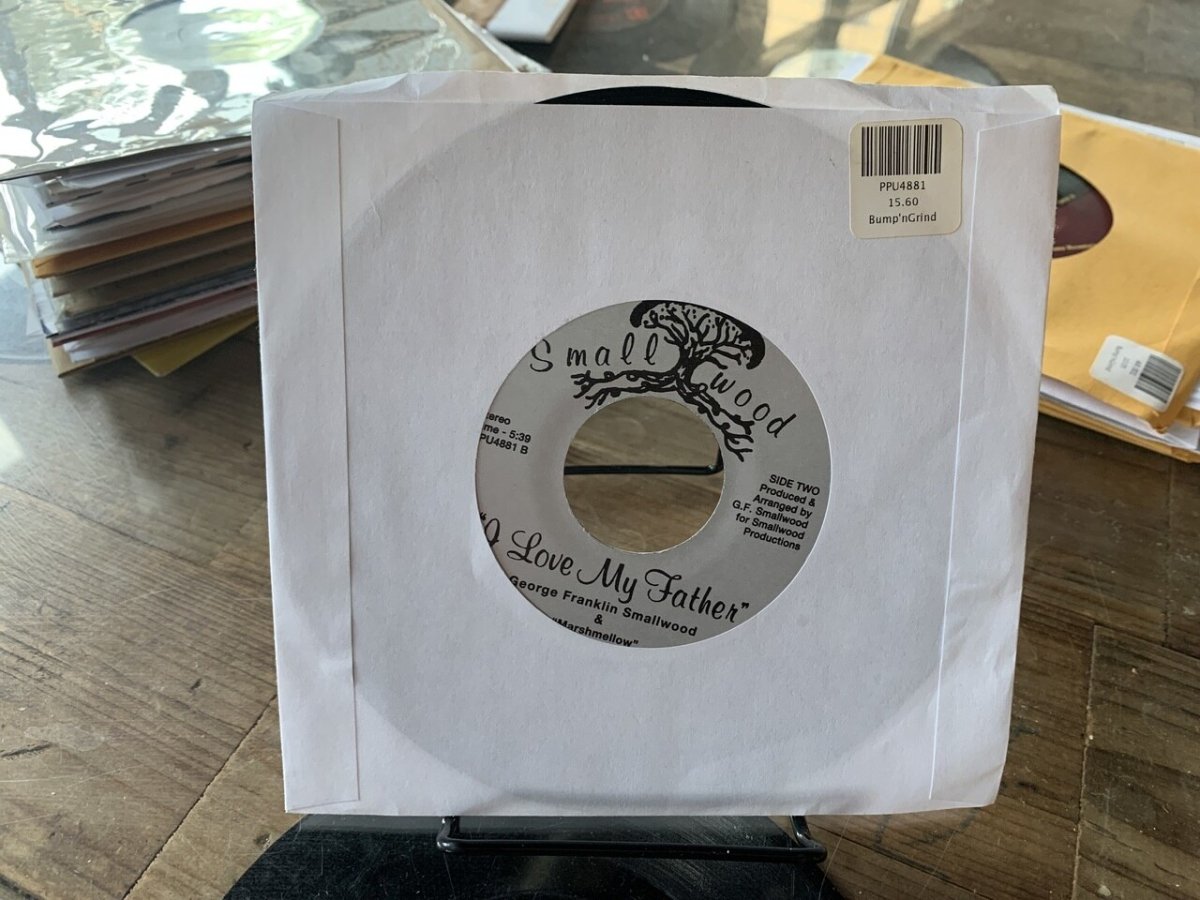 PPU4881
15.60
Bump'nGrind
Small wood
ereo
me - 5:39
PU4881 B
SIDE TWO
Produced &
Arranged by
G.F. Smallwood
for Smallwood
Productions
"I Love My Father"
George Franklin Smallwood
&
"Marshmellow"